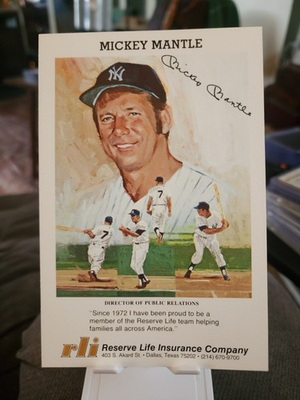 MICKEY MANTLE
Mickey Mantle
7
7
DIRECTOR OF PUBLIC RELATIONS
"Since 1972 I have been proud to be a
member of the Reserve Life team helping
families all across America."
rli Reserve Life Insurance Company
403 S. Akard St. • Dallas, Texas 75202 • (214) 670-9700